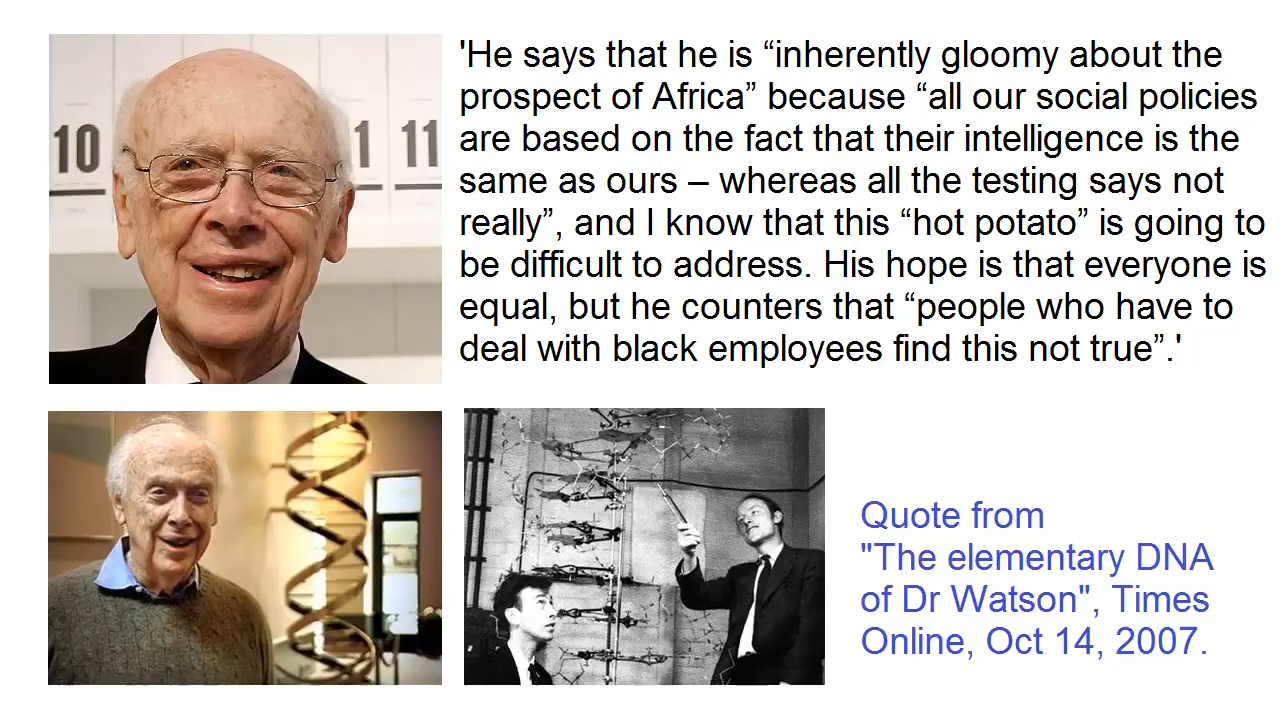 10
1
11
'He says that he is “inherently gloomy about the
prospect of Africa” because “all our social policies
are based on the fact that their intelligence is the
same as ours – whereas all the testing says not
really”, and I know that this “hot potato” is going to
be difficult to address. His hope is that everyone is
equal, but he counters that “people who have to
deal with black employees find this not true”.'
Quote from
"The elementary DNA
of Dr Watson", Times
Online, Oct 14, 2007.